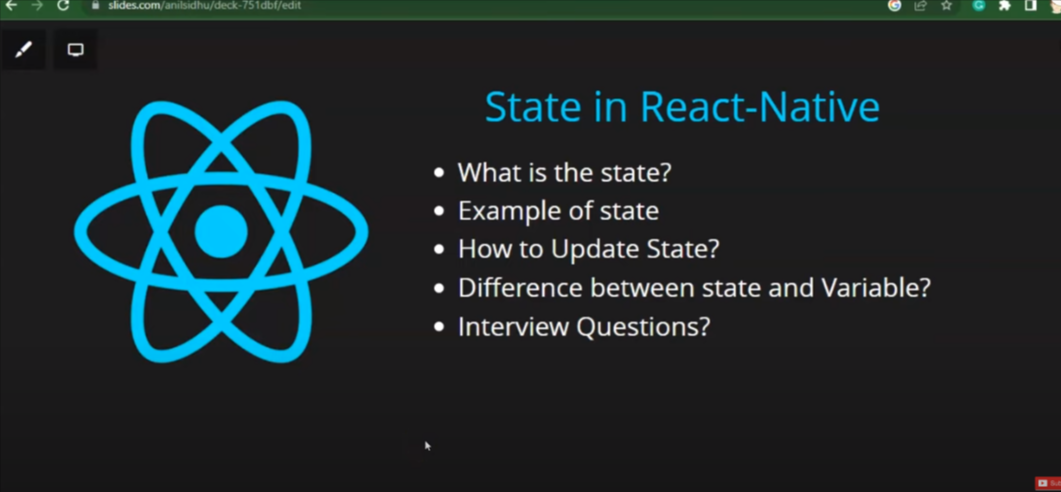 slides.com/anilsidhu/deck-751dbf/edit
State in React-Native
What is the state?
Example of state
How to Update State?
Difference between state and Variable?
Interview Questions?